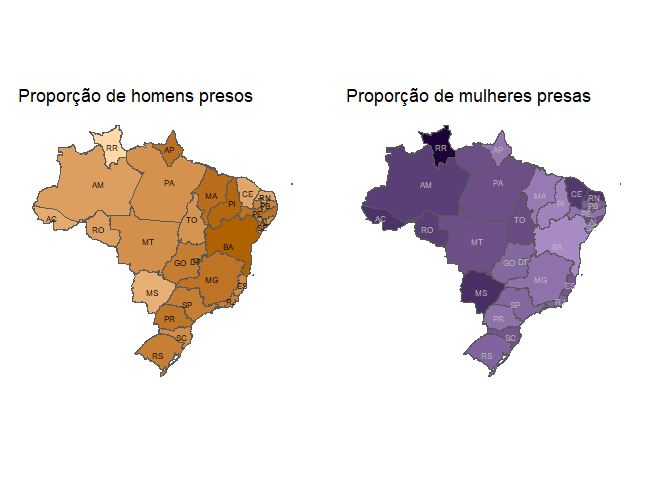 Proporção de homens presos
Proporção de mulheres presas
RR
AP
AM
PA
MA
CE
RN
PB
PI
PE
AC
RO
TO
SE
MT
BA
GO
DF
MG
MS
ES
SP
RJ
PR
SC
RS
RR
AP
AM
PA
MA
CE
RN
PB
PI
PE
AL
AC
RO
TO
MT
BA
GO
DF
MG
MS
ES
SP
RJ
PR
SC
RS